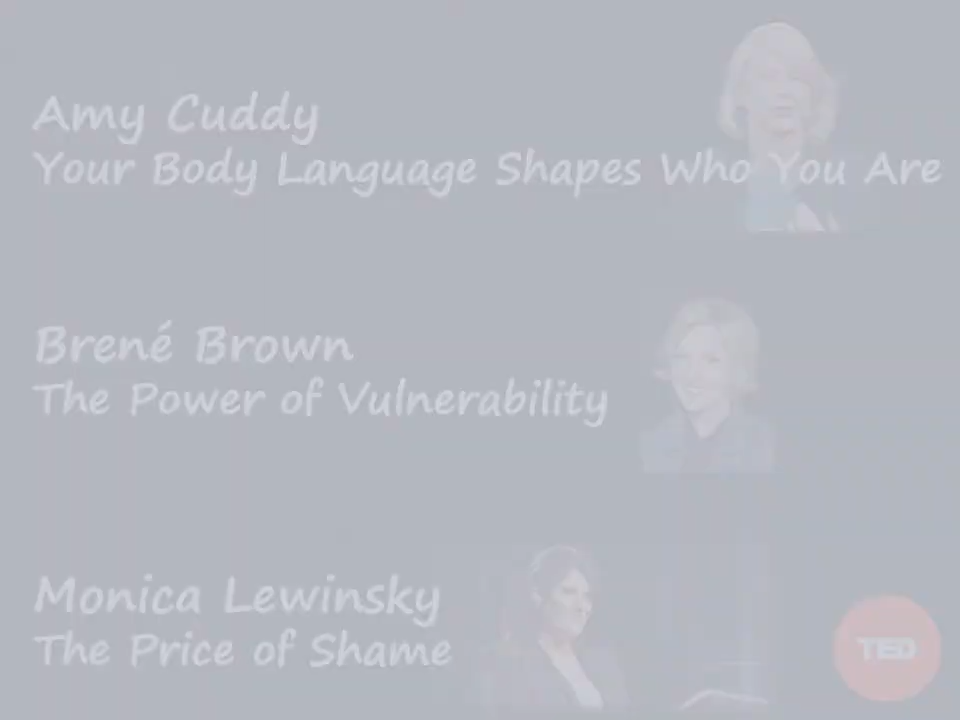 Amy Cuddy
Your Body Language Shapes Who You Are
Brené Brown
The Power of Vulnerability
Monica Lewinsky
The Price of Shame
TED